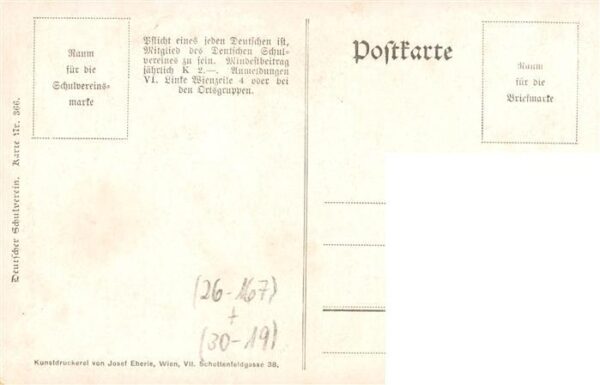 Raum
für die
Schulvereins-
marke
Pflicht eines jeden Deutschen ist,
Mitglied des Deutschen Schul-
vereines zu sein. Mindestbeitrag
jährlich K 2.—. Anmeldungen
VI. Linke Wienzeile 4 oder bei
den Ortsgruppen.
Postkarte
Raum
für die
Briefmarke
Deutscher Schulverein. Karte Nr. 366.
(26-167)
+
(30-19)
Kunstdruckerei von Josef Eberle, Wien, VII. Schottenfeldgasse 38.